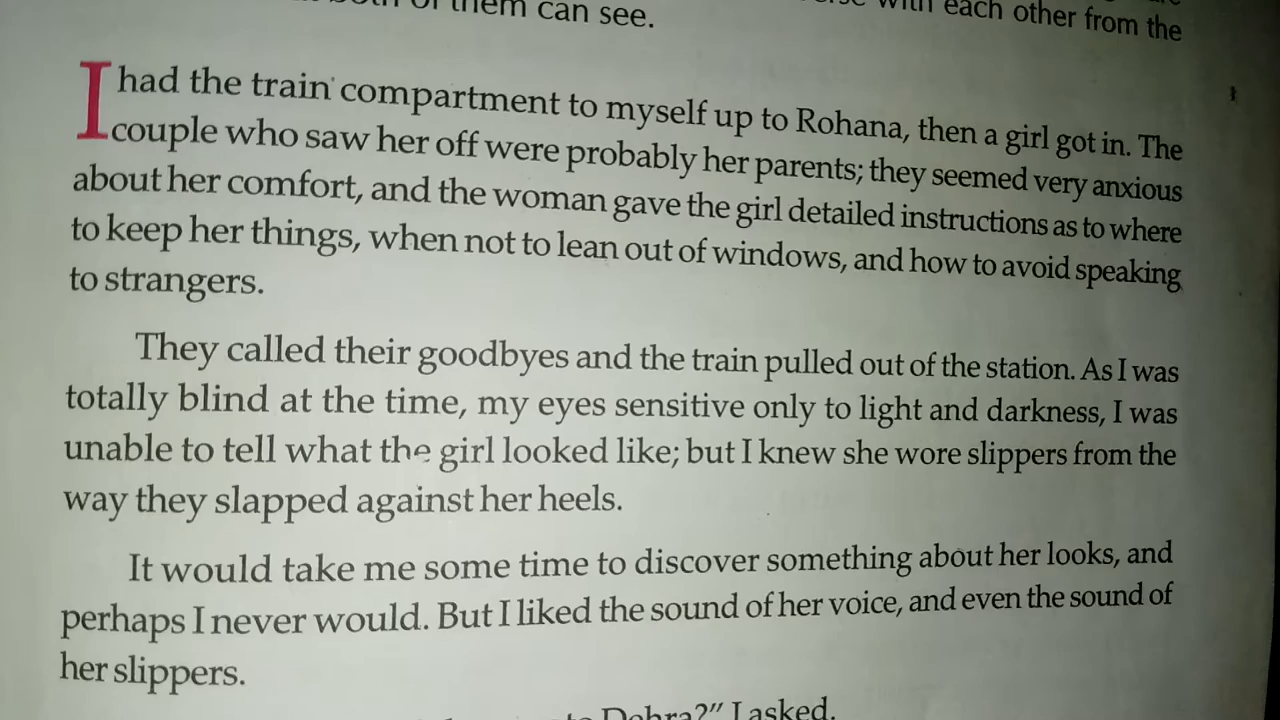 of them can see.
with each other from the
I had the train compartment to myself up to Rohana, then a girl got in. The
couple who saw her off were probably her parents; they seemed very anxious
about her comfort, and the woman gave the girl detailed instructions as to where
to keep her things, when not to lean out of windows, and how to avoid speaking
to strangers.
They called their goodbyes and the train pulled out of the station. As I was
totally blind at the time, my eyes sensitive only to light and darkness, I was
unable to tell what the girl looked like; but I knew she wore slippers from the
way they slapped against her heels.
It would take me some time to discover something about her looks, and
perhaps I never would. But I liked the sound of her voice, and even the sound of
her slippers.
to Dehra?" I asked.